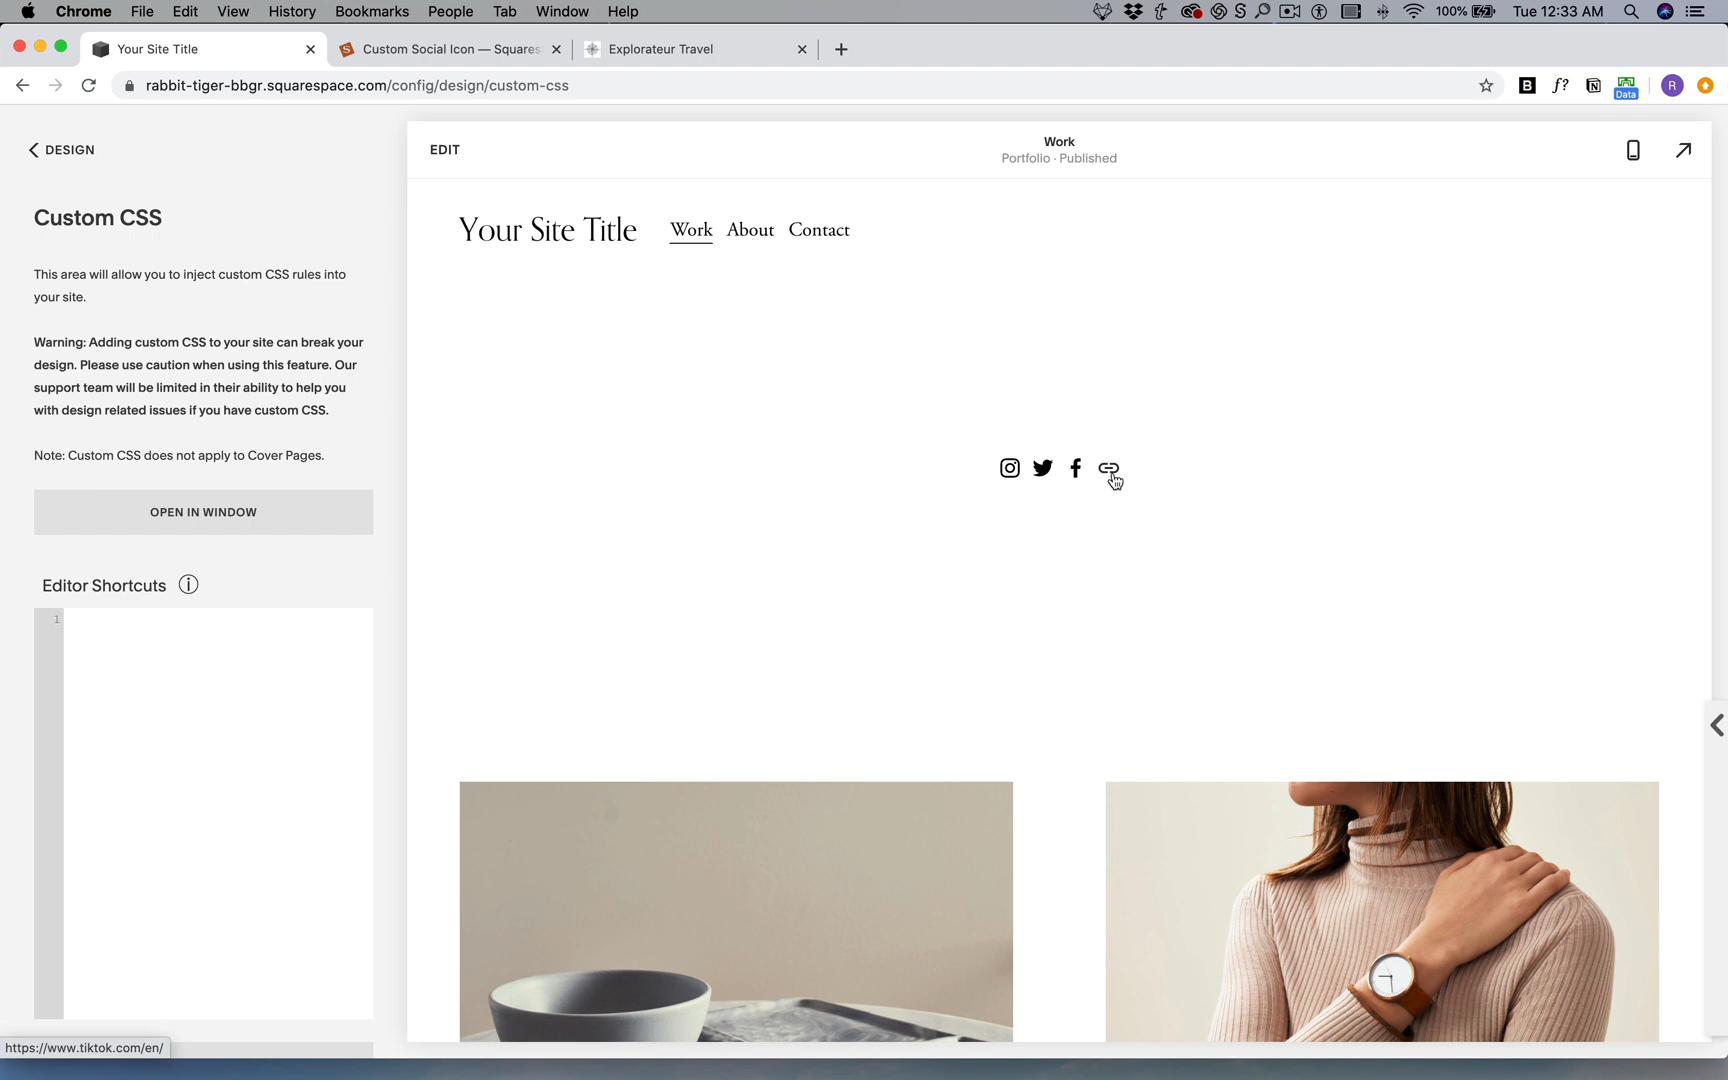 Chrome File Edit View History Bookmarks People Tab Window Help
100% Tue 12:33 AM
Your Site Title
Custom Social Icon — Squares
Explorateur Travel
rabbit-tiger-bbgr.squarespace.com/config/design/custom-css
B f? N Data R
DESIGN
EDIT
Work
Portfolio · Published
Custom CSS
Your Site Title Work About Contact
This area will allow you to inject custom CSS rules into
your site.
Warning: Adding custom CSS to your site can break your
design. Please use caution when using this feature. Our
support team will be limited in their ability to help you
with design related issues if you have custom CSS.
Note: Custom CSS does not apply to Cover Pages.
OPEN IN WINDOW
Editor Shortcuts
1
https://www.tiktok.com/en/